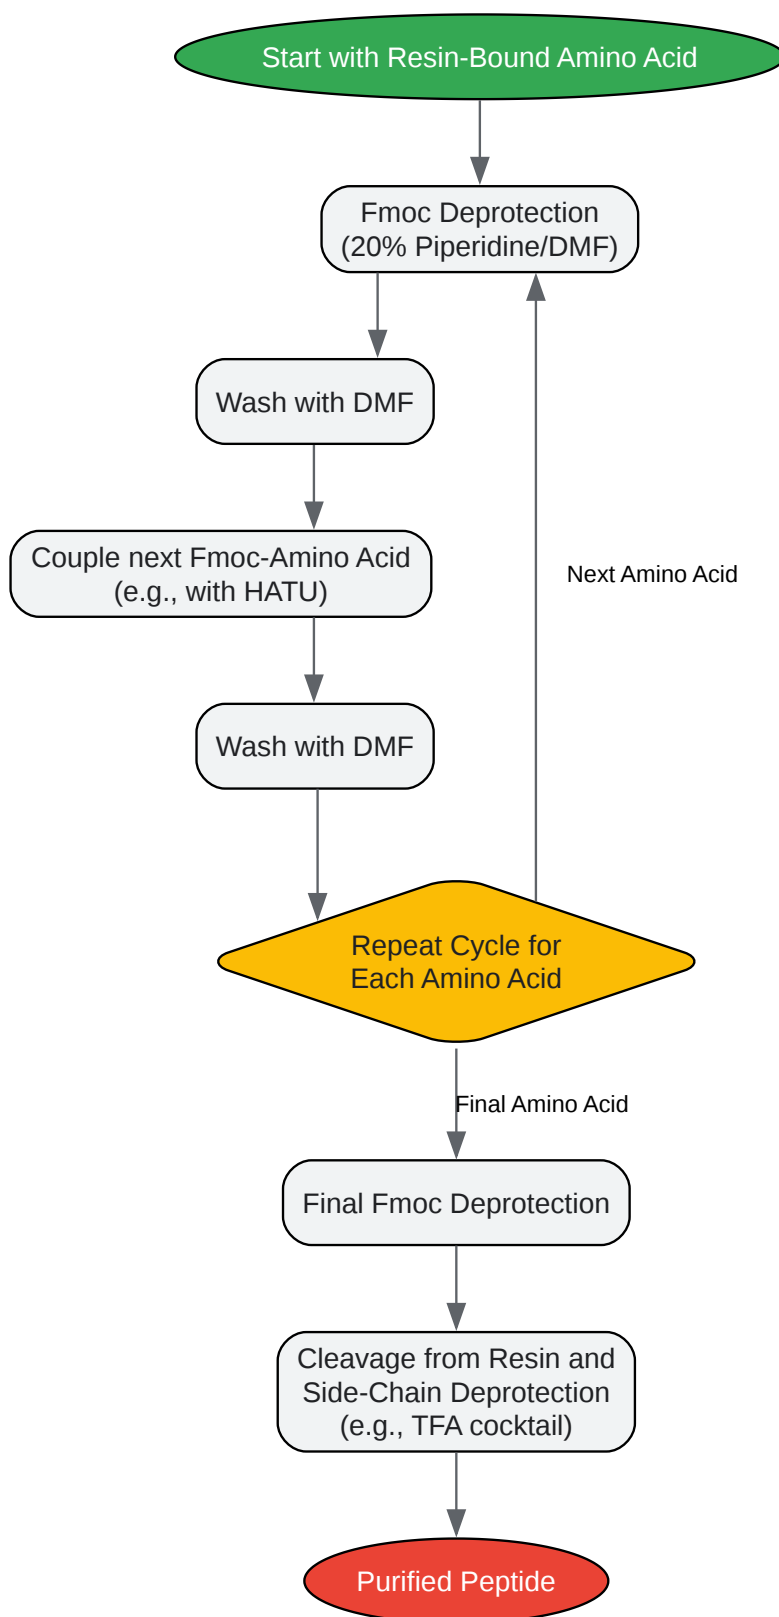 Start with Resin-Bound Amino Acid
Fmoc Deprotection
(20% Piperidine/DMF)
Wash with DMF
Couple next Fmoc-Amino Acid
(e.g., with HATU)
Next Amino Acid
Wash with DMF
Repeat Cycle for
Each Amino Acid
Final Amino Acid
Final Fmoc Deprotection
Cleavage from Resin and
Side-Chain Deprotection
(e.g., TFA cocktail)
Purified Peptide